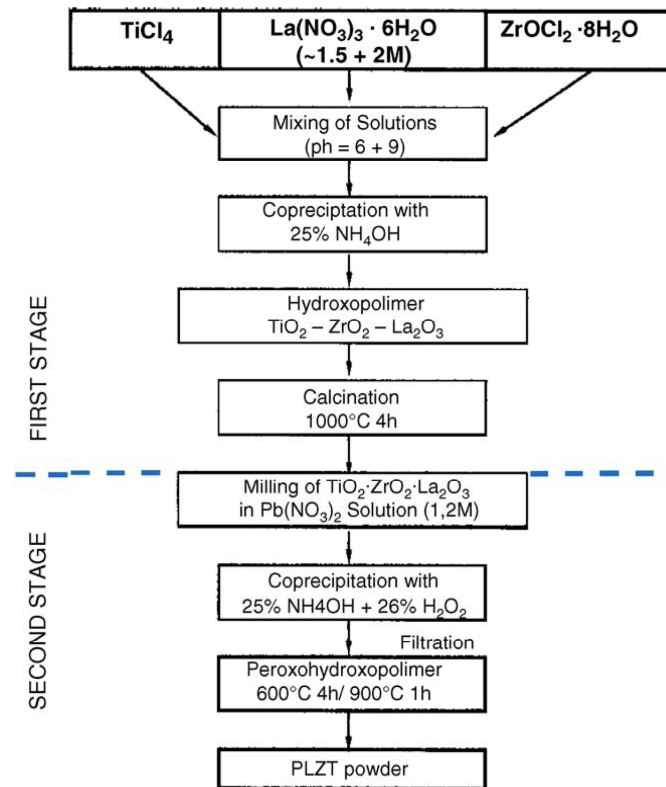 TiCl₄
La(NO₃)₃ · 6H₂O
(~1.5 + 2M)
ZrOCl₂ ·8H₂O
Mixing of Solutions
(ph = 6 + 9)
Copreciptation with
25% NH₄OH
Hydroxopolimer
TiO₂ – ZrO₂ – La₂O₃
Calcination
1000°C 4h
FIRST STAGE
Milling of TiO₂·ZrO₂·La₂O₃
in Pb(NO₃)₂ Solution (1,2M)
Coprecipitation with
25% NH4OH + 26% H₂O₂
Filtration
Peroxohydroxopolimer
600°C 4h/ 900°C 1h
PLZT powder
SECOND STAGE